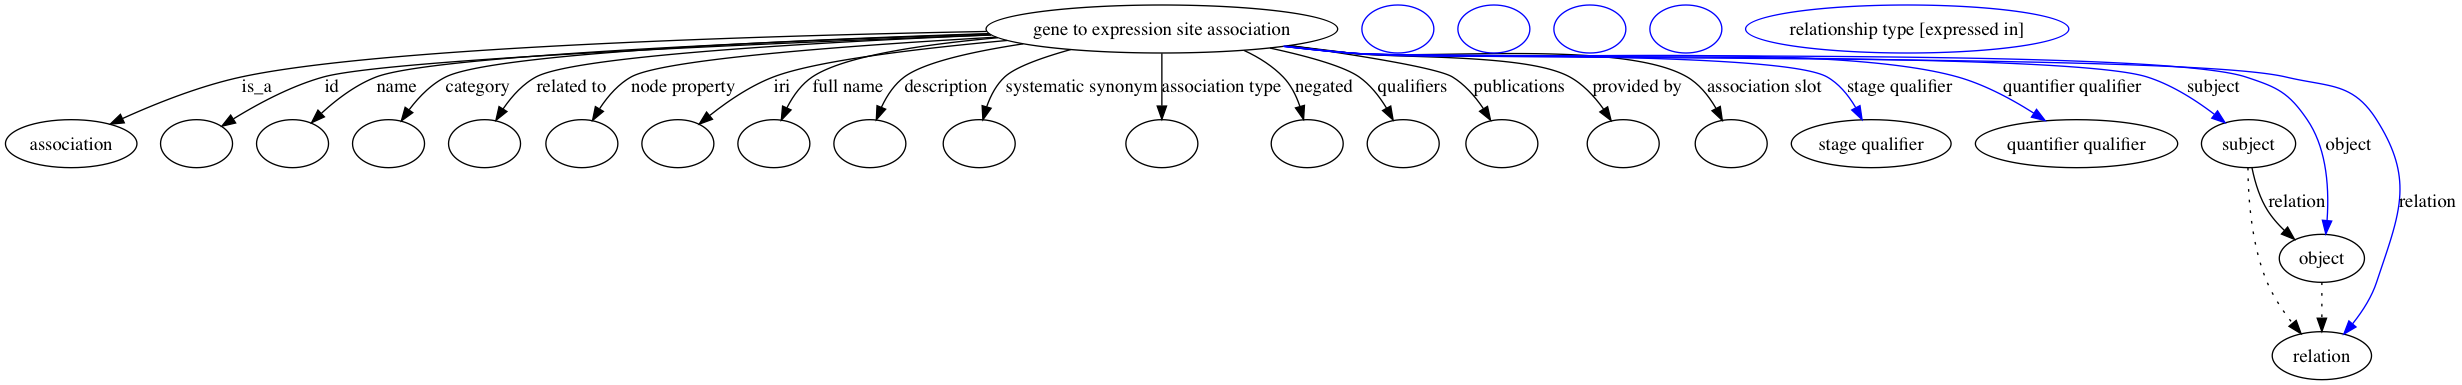 gene to expression site association
relationship type [expressed in]
is_a
id
name
category
related to
node property
iri
full name
description
systematic synonym
association type
negated
qualifiers
publications
provided by
association slot
stage qualifier
quantifier qualifier
subject
object
association
stage qualifier
quantifier qualifier
subject
relation
relation
object
relation